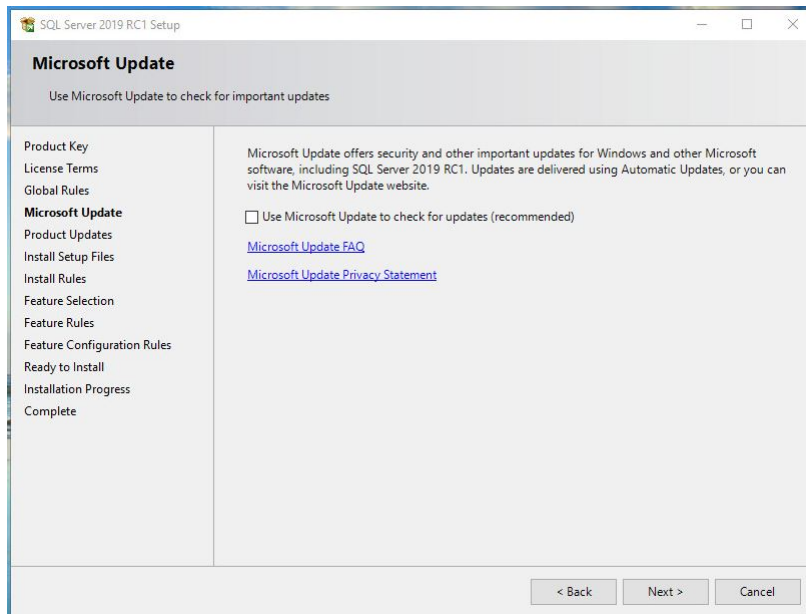 SQL Server 2019 RC1 Setup
Microsoft Update
Use Microsoft Update to check for important updates
Product Key
License Terms
Global Rules
Microsoft Update
Product Updates
Install Setup Files
Install Rules
Feature Selection
Feature Rules
Feature Configuration Rules
Ready to Install
Installation Progress
Complete
Microsoft Update offers security and other important updates for Windows and other Microsoft
software, including SQL Server 2019 RC1. Updates are delivered using Automatic Updates, or you can
visit the Microsoft Update website.
Use Microsoft Update to check for updates (recommended)
Microsoft Update FAQ
Microsoft Update Privacy Statement
< Back
Next >
Cancel